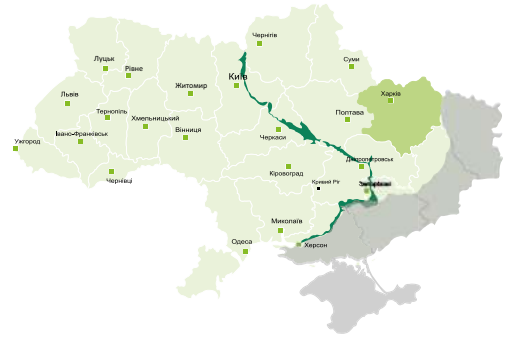 Чернігів
Суми
Луцьк
Рівне
Київ
Житомир
Львів
Харків
Тернопіль
Хмельницький
Полтава
Івано-Франківськ
Вінниця
Черкаси
Ужгород
Дніпропетровськ
Чернівці
Кіровоград
Кривий Ріг
Миколаїв
Одеса
Херсон